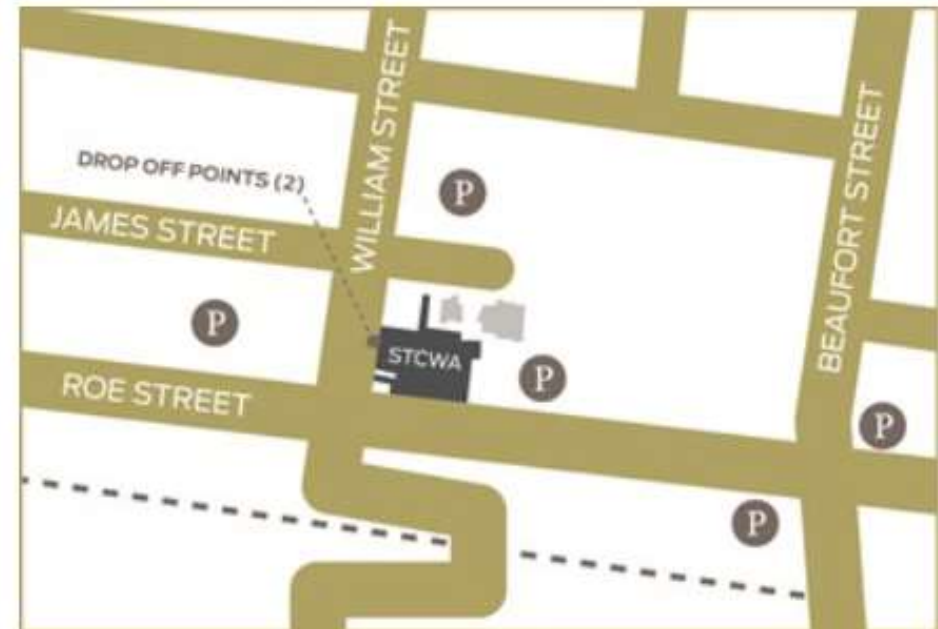 WILLIAM STREET
BEAUFORT STREET
DROP OFF POINTS (2)
P
JAMES STREET
P
STCWA
P
ROE STREET
P
P